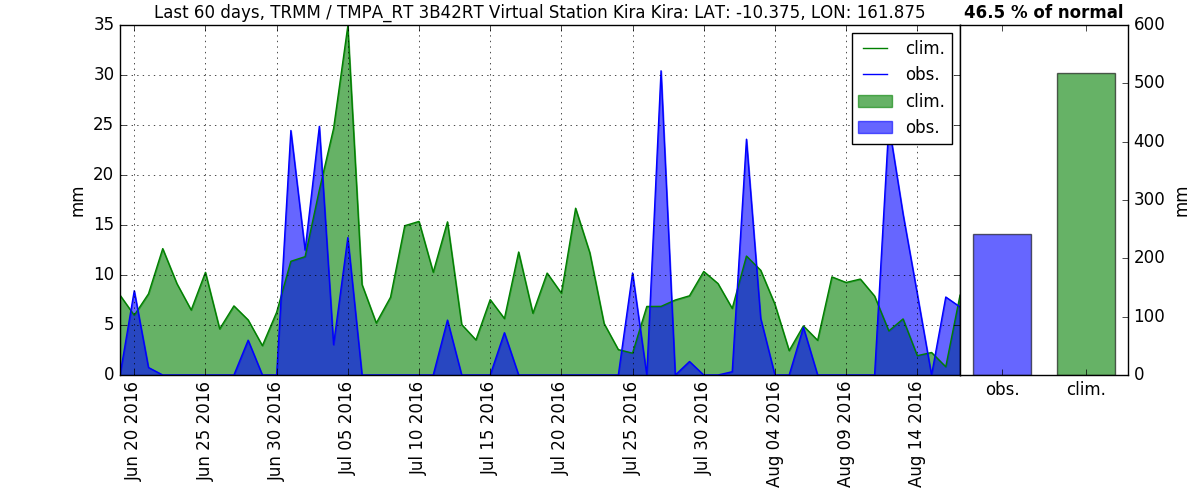 Last 60 days, TRMM / TMPA_RT 3B42RT Virtual Station Kira Kira: LAT: -10.375, LON: 161.875
46.5 % of normal
35
30
25
20
15
10
5
0
mm
clim.
obs.
clim.
obs.
600
500
400
300
200
100
0
mm
Jun 20 2016
Jun 25 2016
Jun 30 2016
Jul 05 2016
Jul 10 2016
Jul 15 2016
Jul 20 2016
Jul 25 2016
Jul 30 2016
Aug 04 2016
Aug 09 2016
Aug 14 2016
obs.
clim.